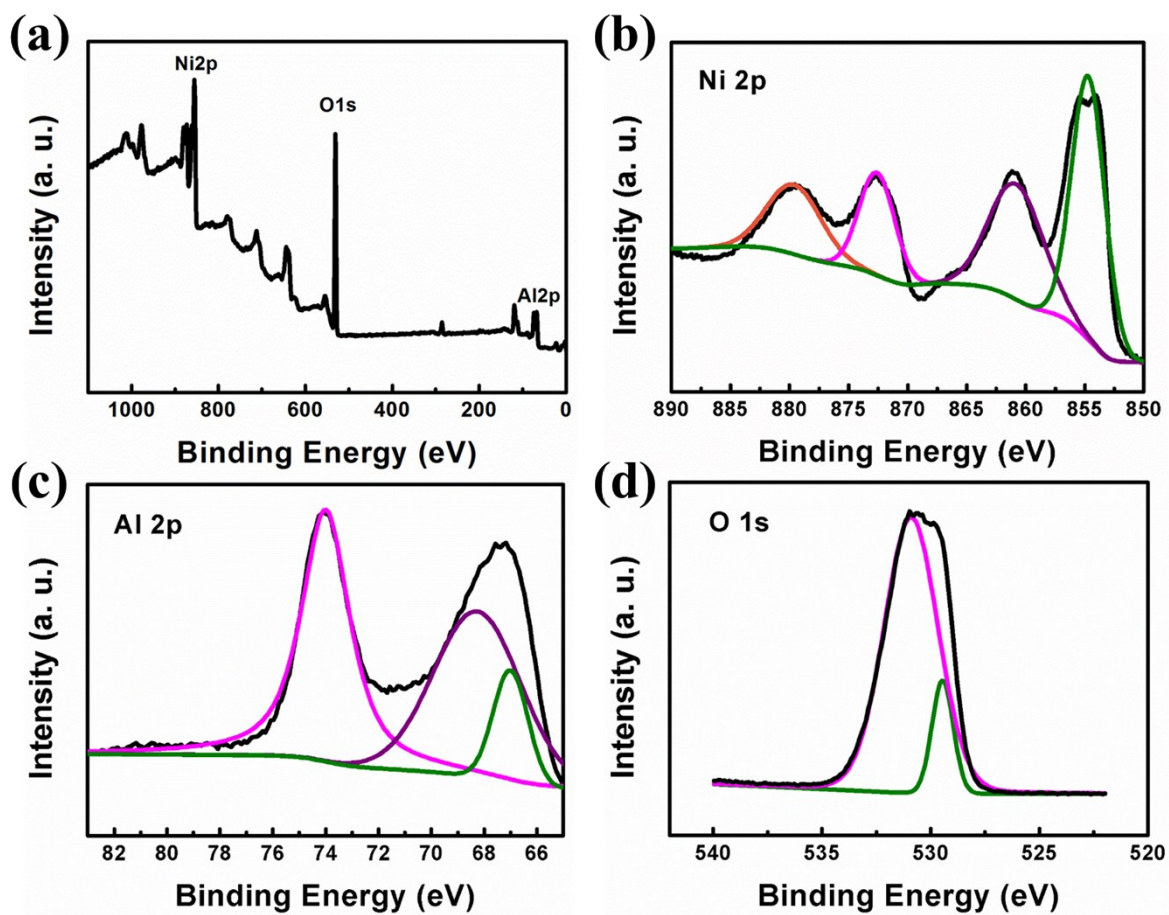 (a)
Ni2p
O1s
Al2p
Intensity (a. u.)
1000 800 600 400 200 0
Binding Energy (eV)
(b)
Ni 2p
Intensity (a. u.)
890 885 880 875 870 865 860 855 850
Binding Energy (eV)
(c)
Al 2p
Intensity (a. u.)
82 80 78 76 74 72 70 68 66
Binding Energy (eV)
(d)
O 1s
Intensity (a. u.)
540 535 530 525 520
Binding Energy (eV)